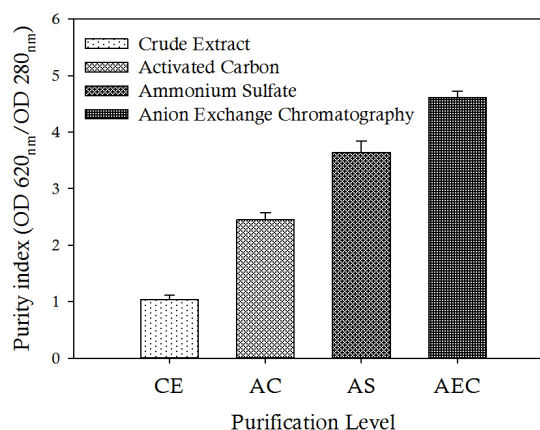 Purity index (OD 620nm/OD 280nm)
6
5
4
3
2
1
0
Crude Extract
Activated Carbon
Ammonium Sulfate
Anion Exchange Chromatography
CE AC AS AEC
Purification Level